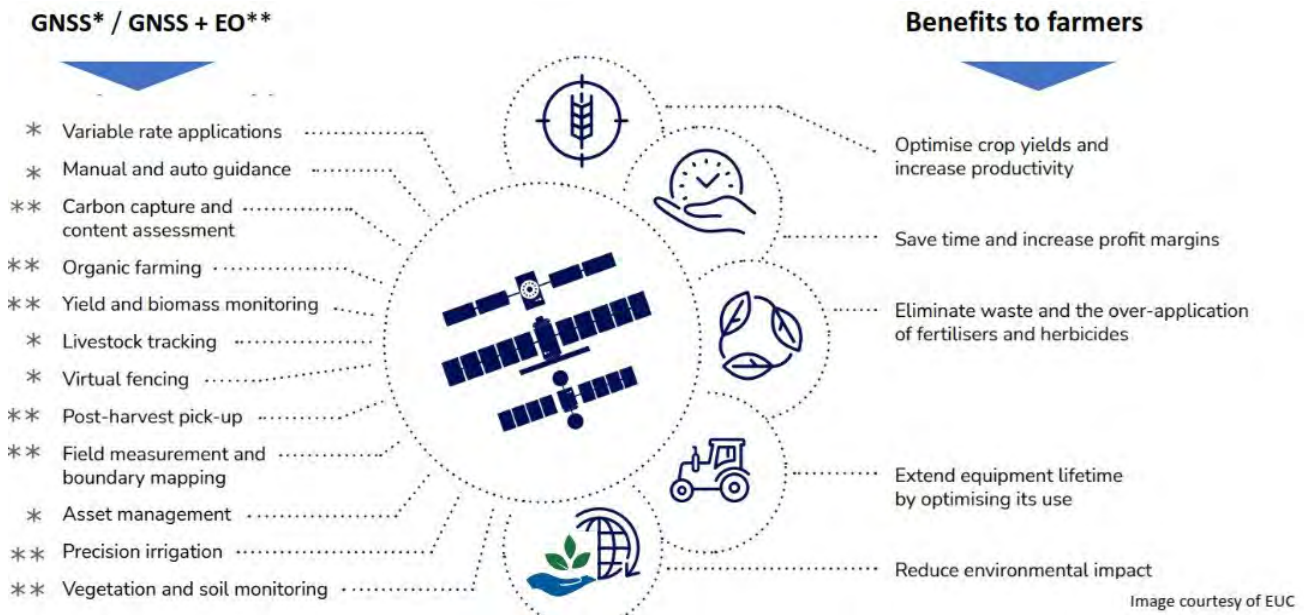 GNSS* / GNSS + EO**
Benefits to farmers
* Variable rate applications
* Manual and auto guidance
** Carbon capture and
content assessment
** Organic farming
** Yield and biomass monitoring
* Livestock tracking
* Virtual fencing
** Post-harvest pick-up
** Field measurement and
boundary mapping
* Asset management
** Precision irrigation
** Vegetation and soil monitoring
Optimise crop yields and
increase productivity
Save time and increase profit margins
Eliminate waste and the over-application
of fertilisers and herbicides
Extend equipment lifetime
by optimising its use
Reduce environmental impact
Image courtesy of EUC